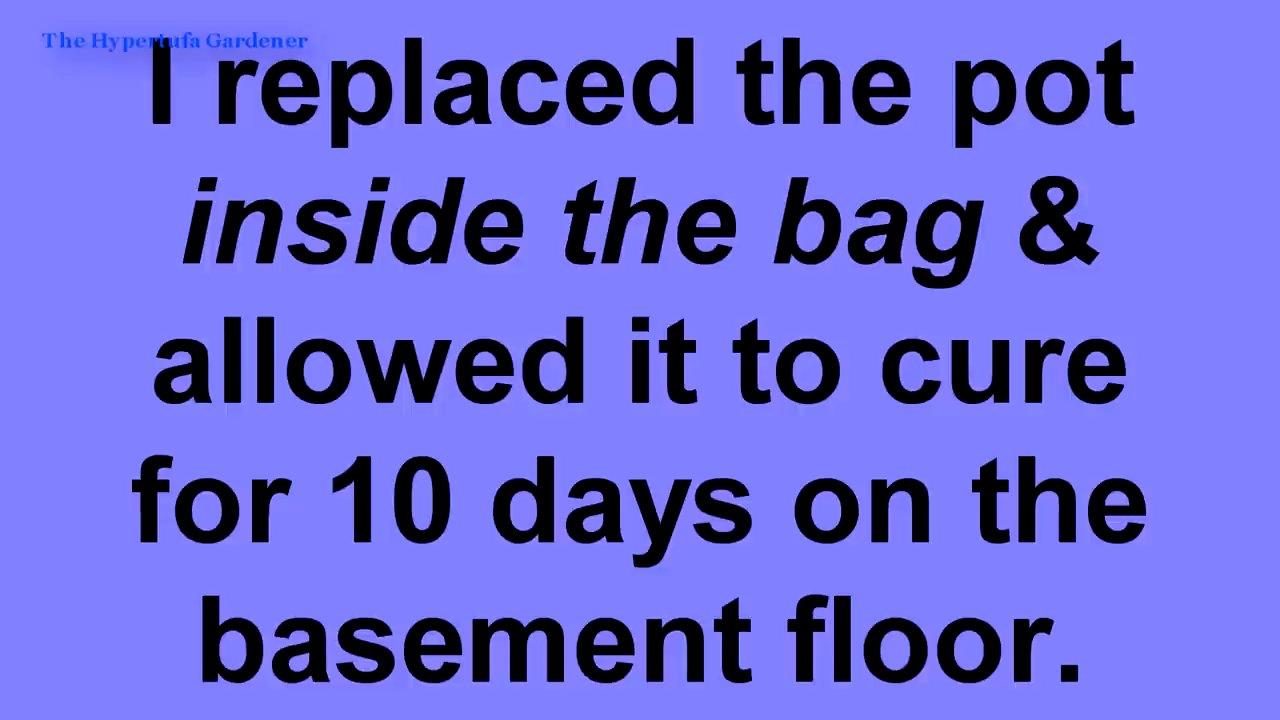 The Hypertufa Gardener
I replaced the pot
inside the bag &
allowed it to cure
for 10 days on the
basement floor.